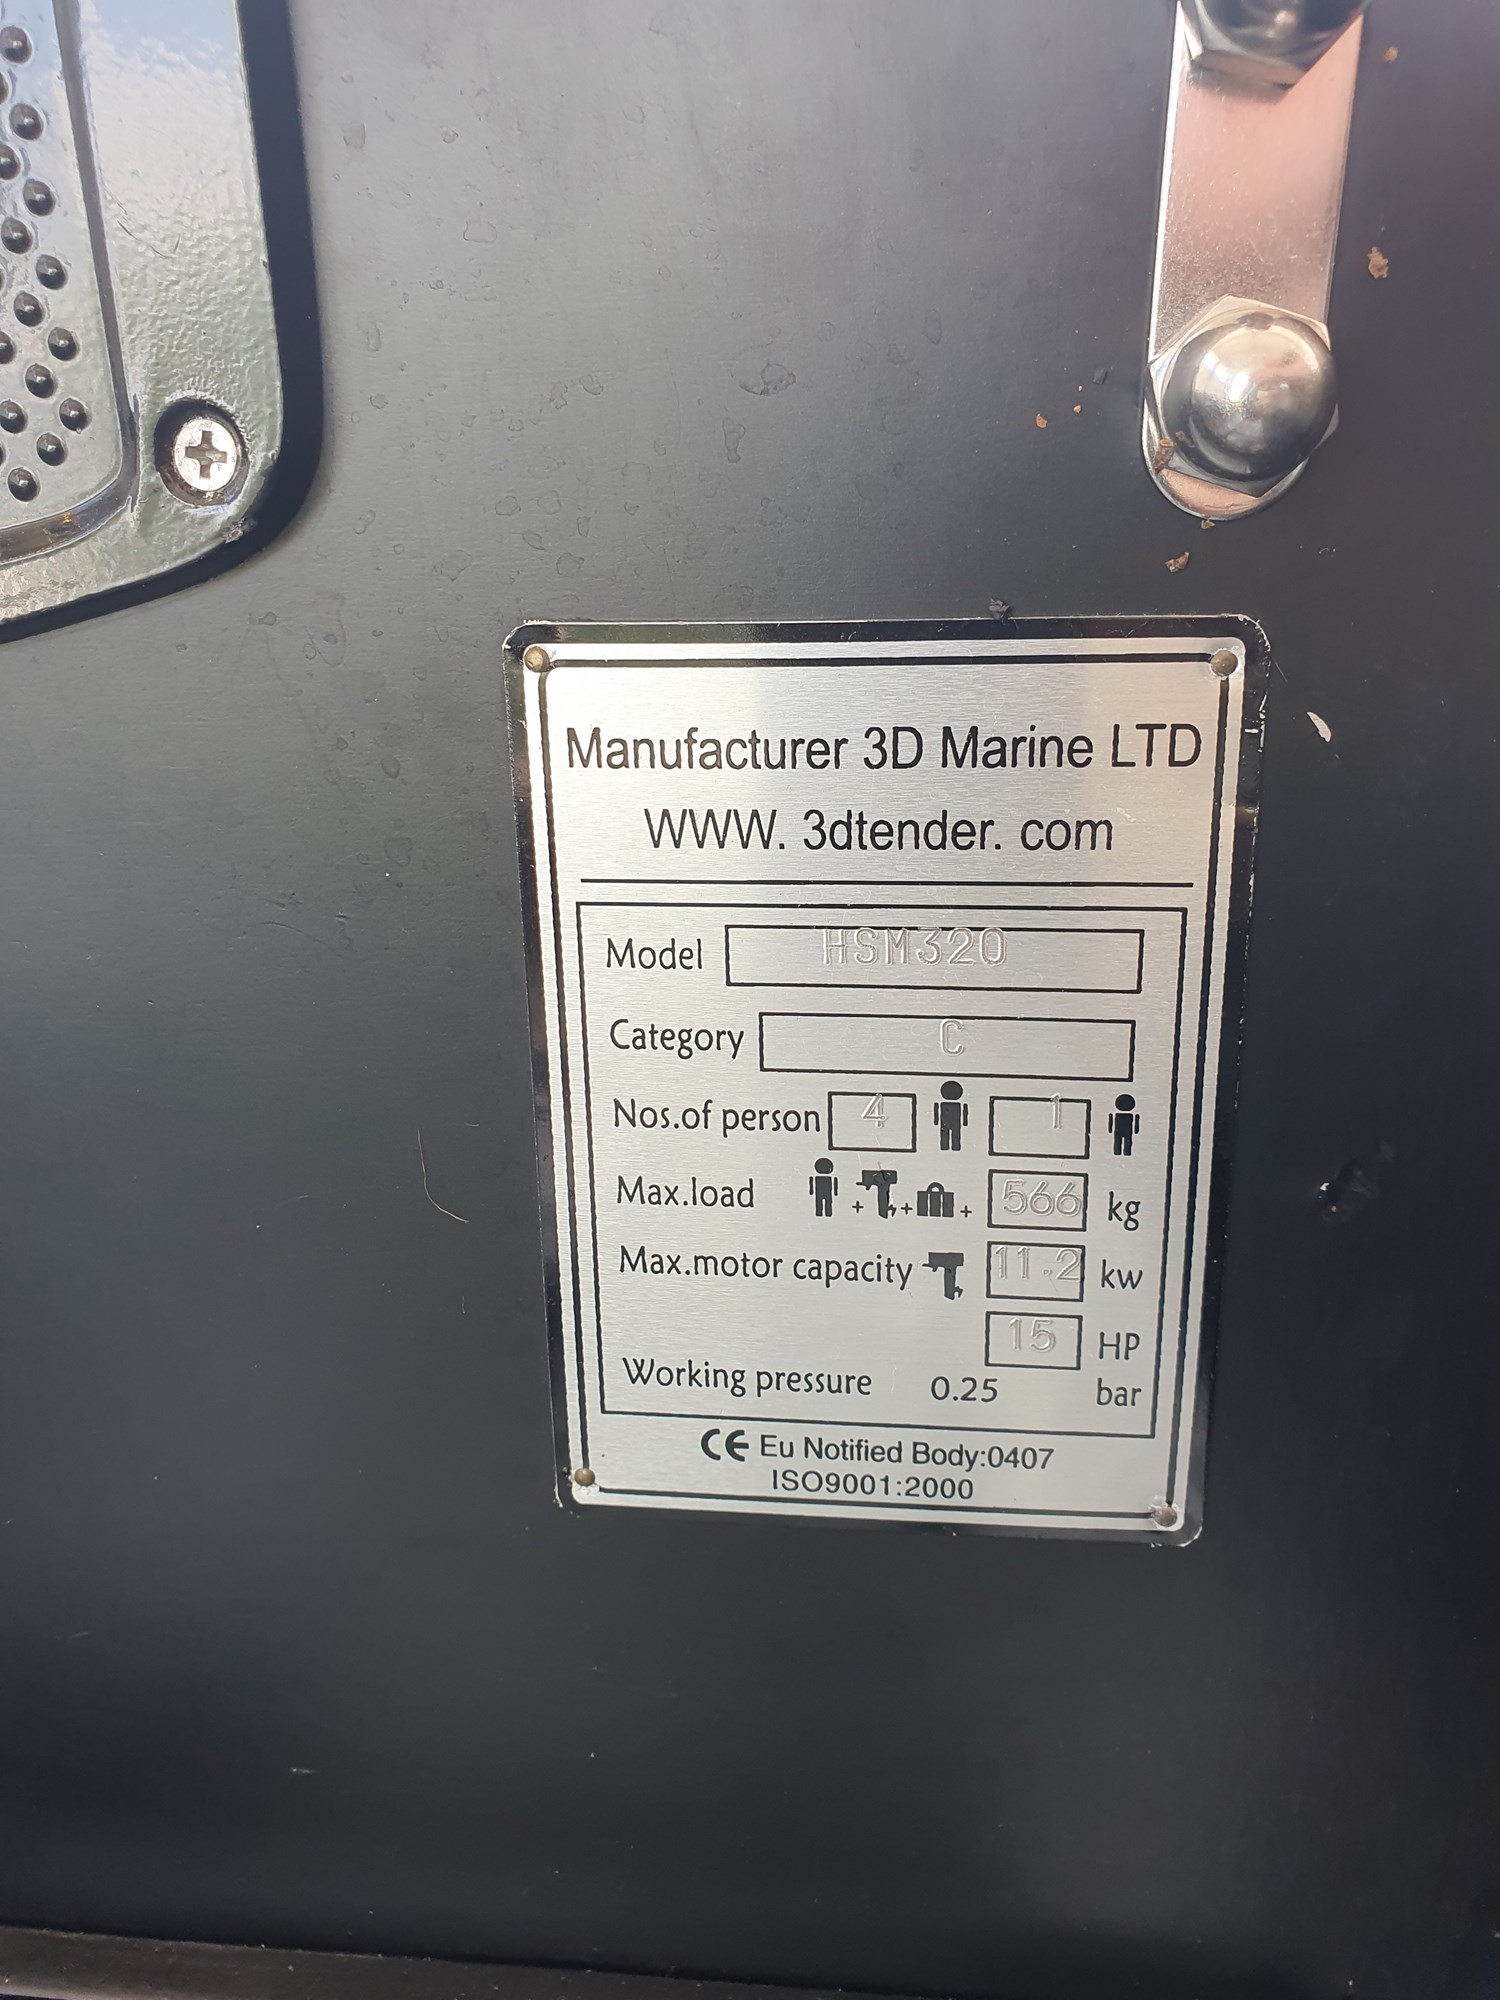 Manufacturer 3D Marine LTD
WWW. 3dtender. com
Model HSM320
Category C
Nos.of person 4 1
Max.load + + + 566 kg
Max.motor capacity 11.2 kw
15 HP
Working pressure 0.25 bar
CE Eu Notified Body:0407
ISO9001:2000